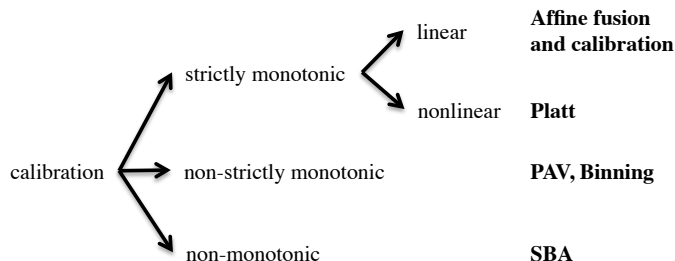 linear
Affine fusion
and calibration
strictly monotonic
nonlinear
Platt
calibration
non-strictly monotonic
PAV, Binning
non-monotonic
SBA